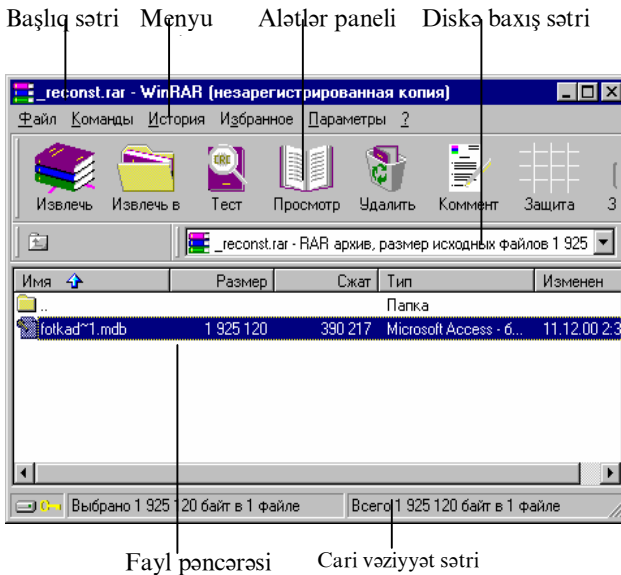 Başlıq sətri Menyu Alətlər paneli Diskə baxış sətri
_reconst.rar - WinRAR (незарегистрированная копия)
Файл Команды История Избранное Параметры ?
Извлечь Извлечь в Тест Просмотр Удалить Коммент Защита З
_reconst.rar - RAR архив, размер исходных файлов 1 925
Имя Размер Сжат Тип Изменен
.. Папка
fotkad~1.mdb 1 925 120 390 217 Microsoft Access - б... 11.12.00 2:3
Выбрано 1 925 120 байт в 1 файле Всего 1 925 120 байт в 1 файле
Fayl pəncərəsi Cari vəziyyət sətri